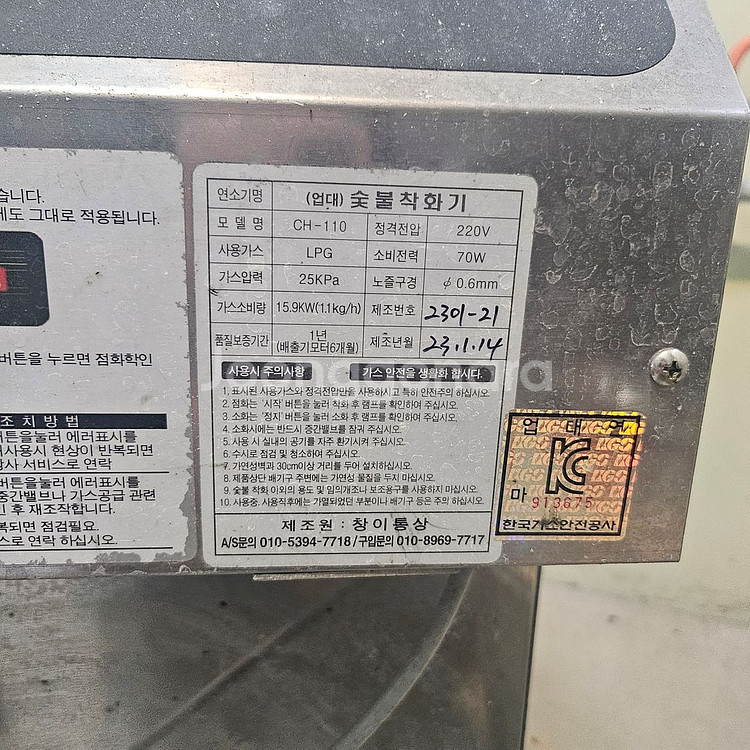 습니다.
에도 그대로 적용됩니다.
버튼을 누르면 점화확인
조 치 방 법
버튼을눌러 에러표시를
사용시 현상이 반복되면
상사 서비스로 연락
버튼을눌러 에러표시를
중간밸브나 가스공급 관련
인 후 재조작합니다.
복되면 점검필요.
스로 연락 하십시오.
연소기명 (업대) 숯불착화기
모 델 명 CH-110 정격전압 220V
사용가스 LPG 소비전력 70W
가스압력 25KPa 노즐구경 ϕ 0.6mm
가스소비량 15.9KW(1.1kg/h) 제조번호 2301-21
품질보증기간 1년 (배출기모터6개월) 제조년월 23.1.14
사용시 주의사항 가스 안전을 생활화 합시다.
1. 표시된 사용가스와 정격전압만을 사용하시고 특히 안전주의 하십시오.
2. 점화는 '시작' 버튼을 눌러 착화 후 램프를 확인하여 주십시오.
3. 소화는 '정지' 버튼을 눌러 소화 후 램프를 확인하여 주십시오.
4. 소화시에는 반드시 중간밸브를 잠궈 주십시오.
5. 사용 시 실내의 공기를 자주 환기시켜 주십시오.
6. 수시로 점검 및 청소하여 주십시오.
7. 가연성벽과 30cm이상 거리를 두어 설치하십시오.
8. 제품상단 배기구 주변에는 가연성 물질을 두지 마십시오.
9. 숯불 착화 이외의 용도 및 임의개조나 보조용구를 사용하지 마십시오.
10. 사용중. 사용직후에는 가열되었던 부분이나 배기구 등은 접촉하지 마십시오.
제 조 원 : 창 이 통 상
A/S문의 010-5394-7718 / 구입문의 010-8969-7717
업 대 연
KC
마 913675
한국가스안전공사